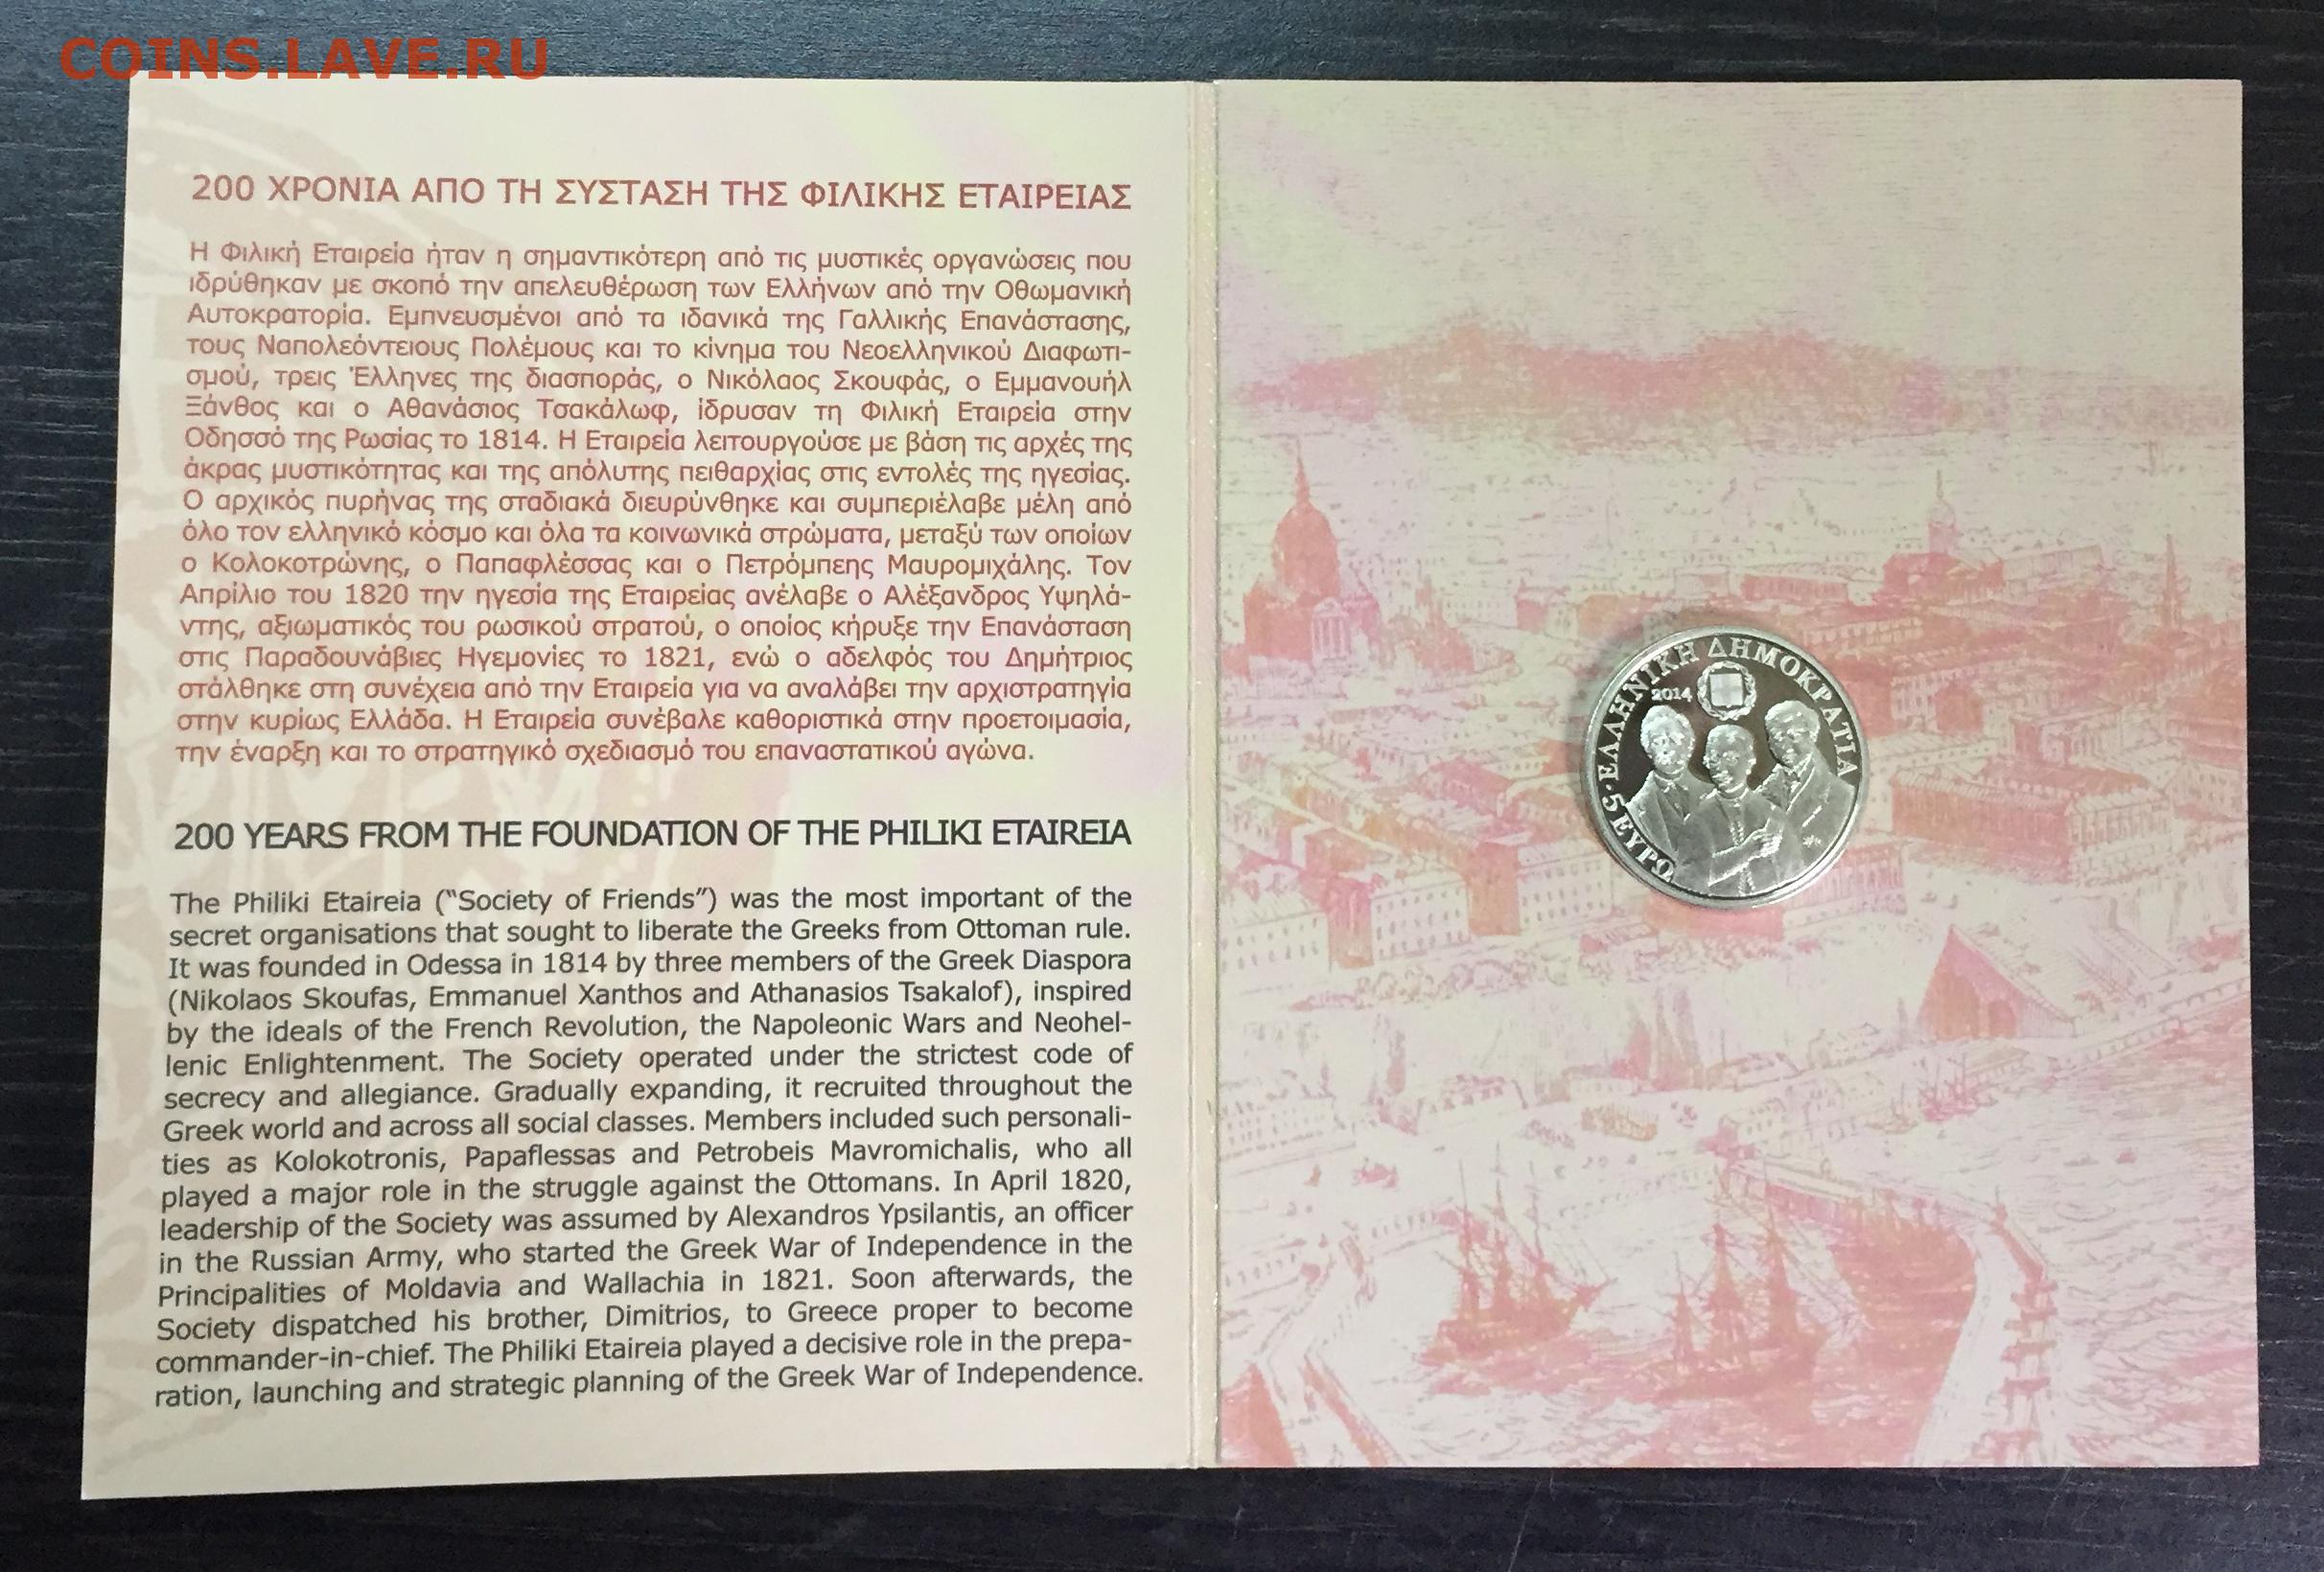 COINS.LAVE.RU
200 ΧΡΟΝΙΑ ΑΠΟ ΤΗ ΣΥΣΤΑΣΗ ΤΗΣ ΦΙΛΙΚΗΣ ΕΤΑΙΡΕΙΑΣ
Η Φιλική Εταιρεία ήταν η σημαντικότερη από τις μυστικές οργανώσεις που
ιδρύθηκαν με σκοπό την απελευθέρωση των Ελλήνων από την Οθωμανική
Αυτοκρατορία. Εμπνευσμένοι από τα ιδανικά της Γαλλικής Επανάστασης,
τους Ναπολεόντειους Πολέμους και το κίνημα του Νεοελληνικού Διαφωτι-
σμού, τρεις Έλληνες της διασποράς, ο Νικόλαος Σκουφάς, ο Εμμανουήλ
Ξάνθος και ο Αθανάσιος Τσακάλωφ, ίδρυσαν τη Φιλική Εταιρεία στην
Οδησσό της Ρωσίας το 1814. Η Εταιρεία λειτουργούσε με βάση τις αρχές της
άκρας μυστικότητας και της απόλυτης πειθαρχίας στις εντολές της ηγεσίας.
Ο αρχικός πυρήνας της σταδιακά διευρύνθηκε και συμπεριέλαβε μέλη από
όλο τον ελληνικό κόσμο και όλα τα κοινωνικά στρώματα, μεταξύ των οποίων
ο Κολοκοτρώνης, ο Παπαφλέσσας και ο Πετρόμπεης Μαυρομιχάλης. Τον
Απρίλιο του 1820 την ηγεσία της Εταιρείας ανέλαβε ο Αλέξανδρος Υψηλά-
ντης, αξιωματικός του ρωσικού στρατού, ο οποίος κήρυξε την Επανάσταση
στις Παραδουνάβιες Ηγεμονίες το 1821, ενώ ο αδελφός του Δημήτριος
στάλθηκε στη συνέχεια από την Εταιρεία για να αναλάβει την αρχιστρατηγία
στην κυρίως Ελλάδα. Η Εταιρεία συνέβαλε καθοριστικά στην προετοιμασία,
την έναρξη και το στρατηγικό σχεδιασμό του επαναστατικού αγώνα.
200 YEARS FROM THE FOUNDATION OF THE PHILIKI ETAIREIA
The Philiki Etaireia (“Society of Friends”) was the most important of the
secret organisations that sought to liberate the Greeks from Ottoman rule.
It was founded in Odessa in 1814 by three members of the Greek Diaspora
(Nikolaos Skoufas, Emmanuel Xanthos and Athanasios Tsakalof), inspired
by the ideals of the French Revolution, the Napoleonic Wars and Neohel-
lenic Enlightenment. The Society operated under the strictest code of
secrecy and allegiance. Gradually expanding, it recruited throughout the
Greek world and across all social classes. Members included such personali-
ties as Kolokotronis, Papaflessas and Petrobeis Mavromichalis, who all
played a major role in the struggle against the Ottomans. In April 1820,
leadership of the Society was assumed by Alexandros Ypsilantis, an officer
in the Russian Army, who started the Greek War of Independence in the
Principalities of Moldavia and Wallachia in 1821. Soon afterwards, the
Society dispatched his brother, Dimitrios, to Greece proper to become
commander-in-chief. The Philiki Etaireia played a decisive role in the prepa-
ration, launching and strategic planning of the Greek War of Independence.
5 ΕΥΡΩ · ΕΛΛΗΝΙΚΗ ΔΗΜΟΚΡΑΤΙΑ
2014